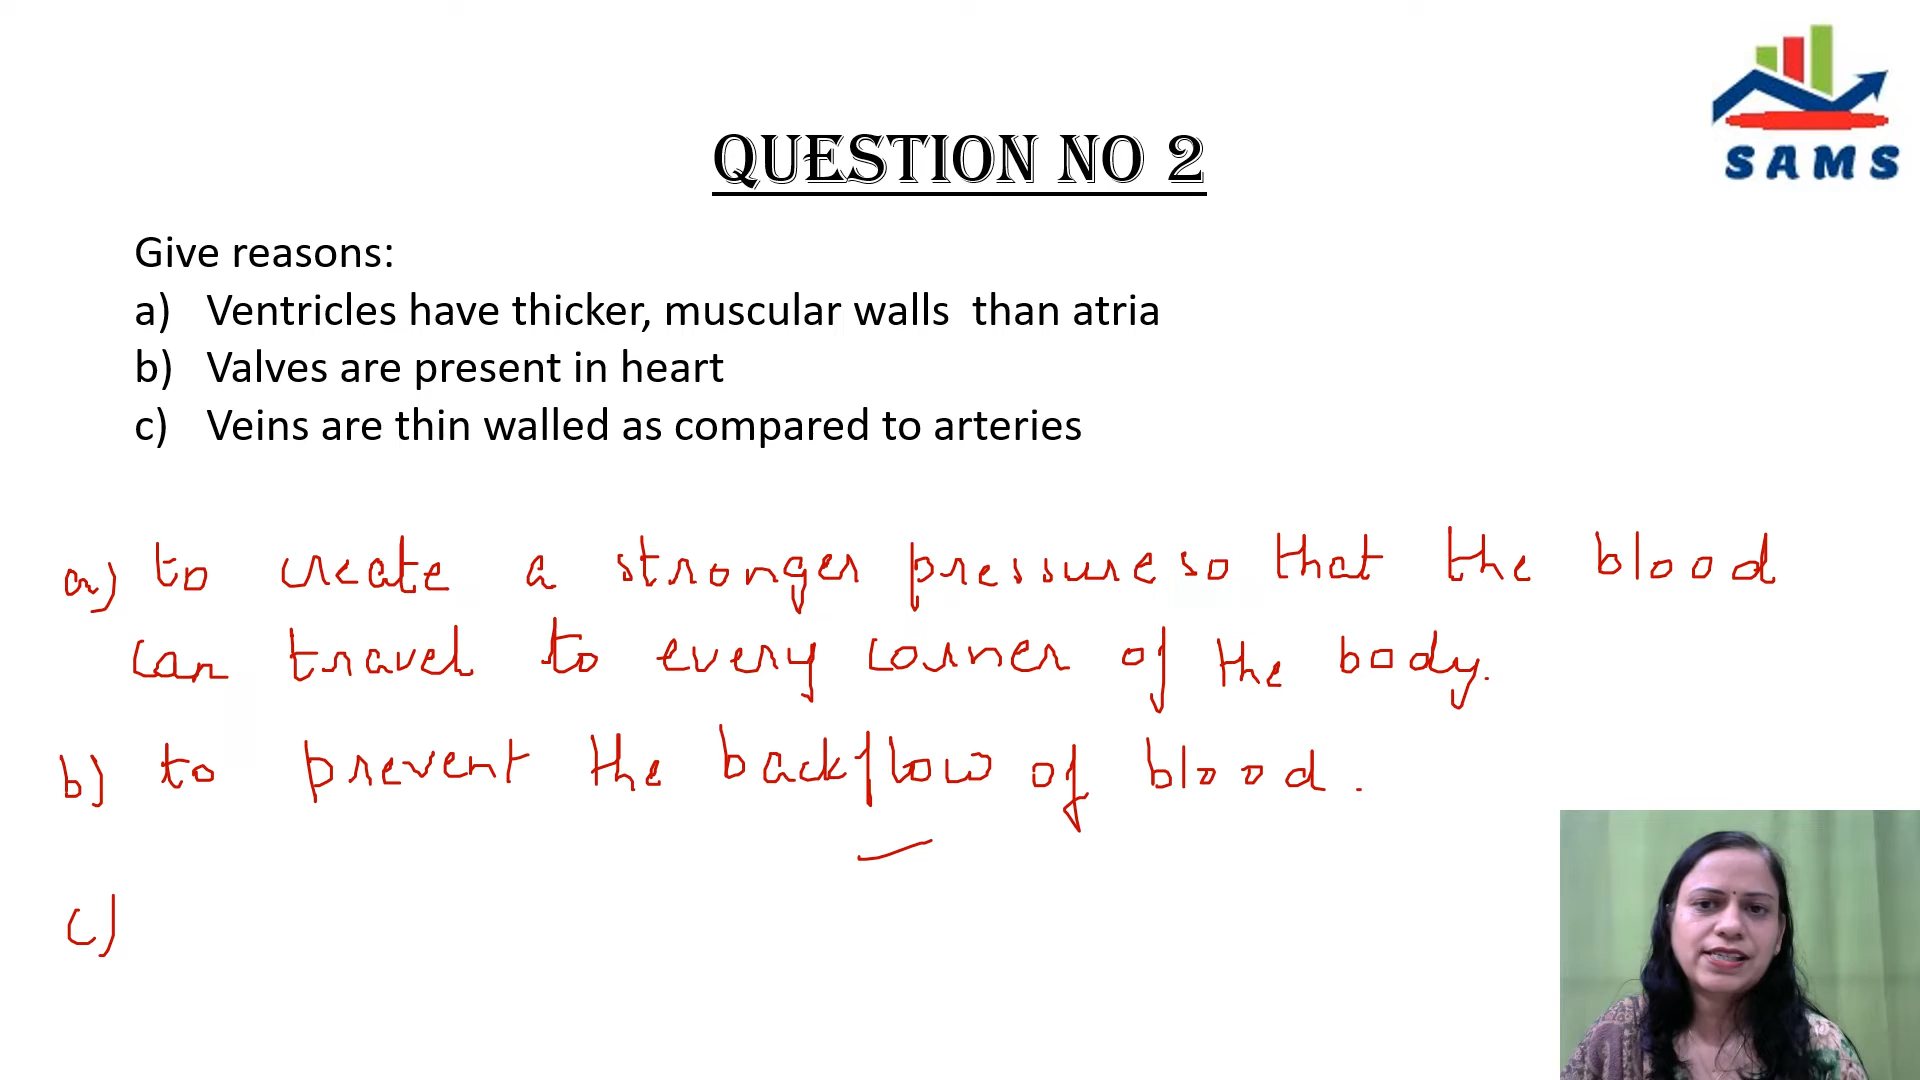 SAMS
QUESTION NO 2
Give reasons:
a) Ventricles have thicker, muscular walls than atria
b) Valves are present in heart
c) Veins are thin walled as compared to arteries
a) to create a stronger pressure so that the blood
can travel to every corner of the body.
b) to prevent the backflow of blood.
c)